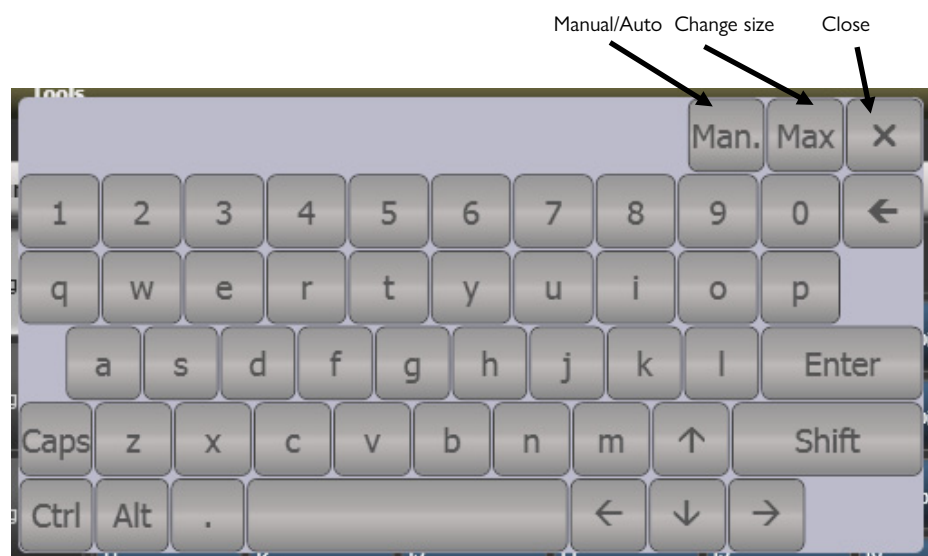 Manual/Auto Change size Close
Tools
Man. Max ×
1 2 3 4 5 6 7 8 9 0 ←
q w e r t y u i o p
a s d f g h j k l Enter
Caps z x c v b n m ↑ Shift
Ctrl Alt . ← ↓ →